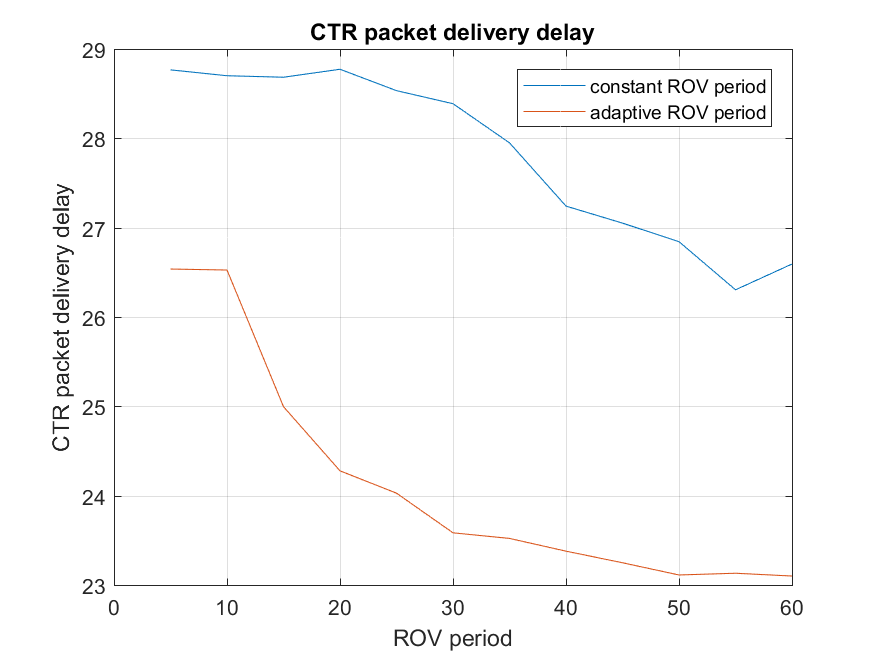 CTR packet delivery delay
29
28
27
26
25
24
23
CTR packet delivery delay
constant ROV period
adaptive ROV period
0 10 20 30 40 50 60
ROV period